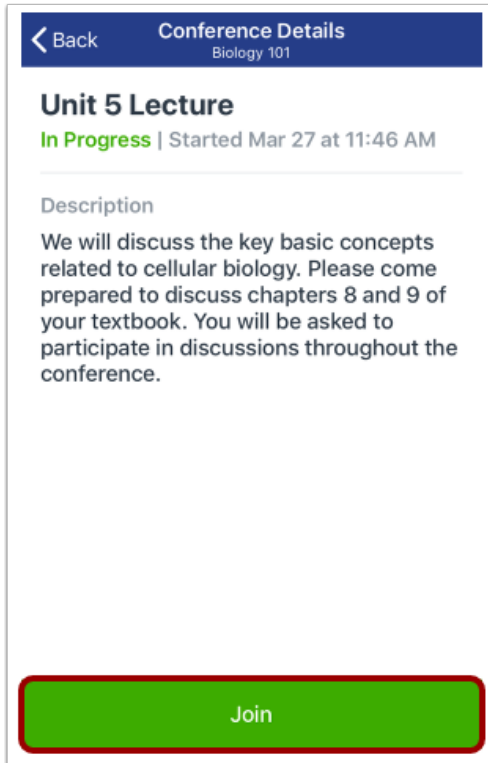 Back
Conference Details
Biology 101
Unit 5 Lecture
In Progress | Started Mar 27 at 11:46 AM
Description
We will discuss the key basic concepts
related to cellular biology. Please come
prepared to discuss chapters 8 and 9 of
your textbook. You will be asked to
participate in discussions throughout the
conference.
Join